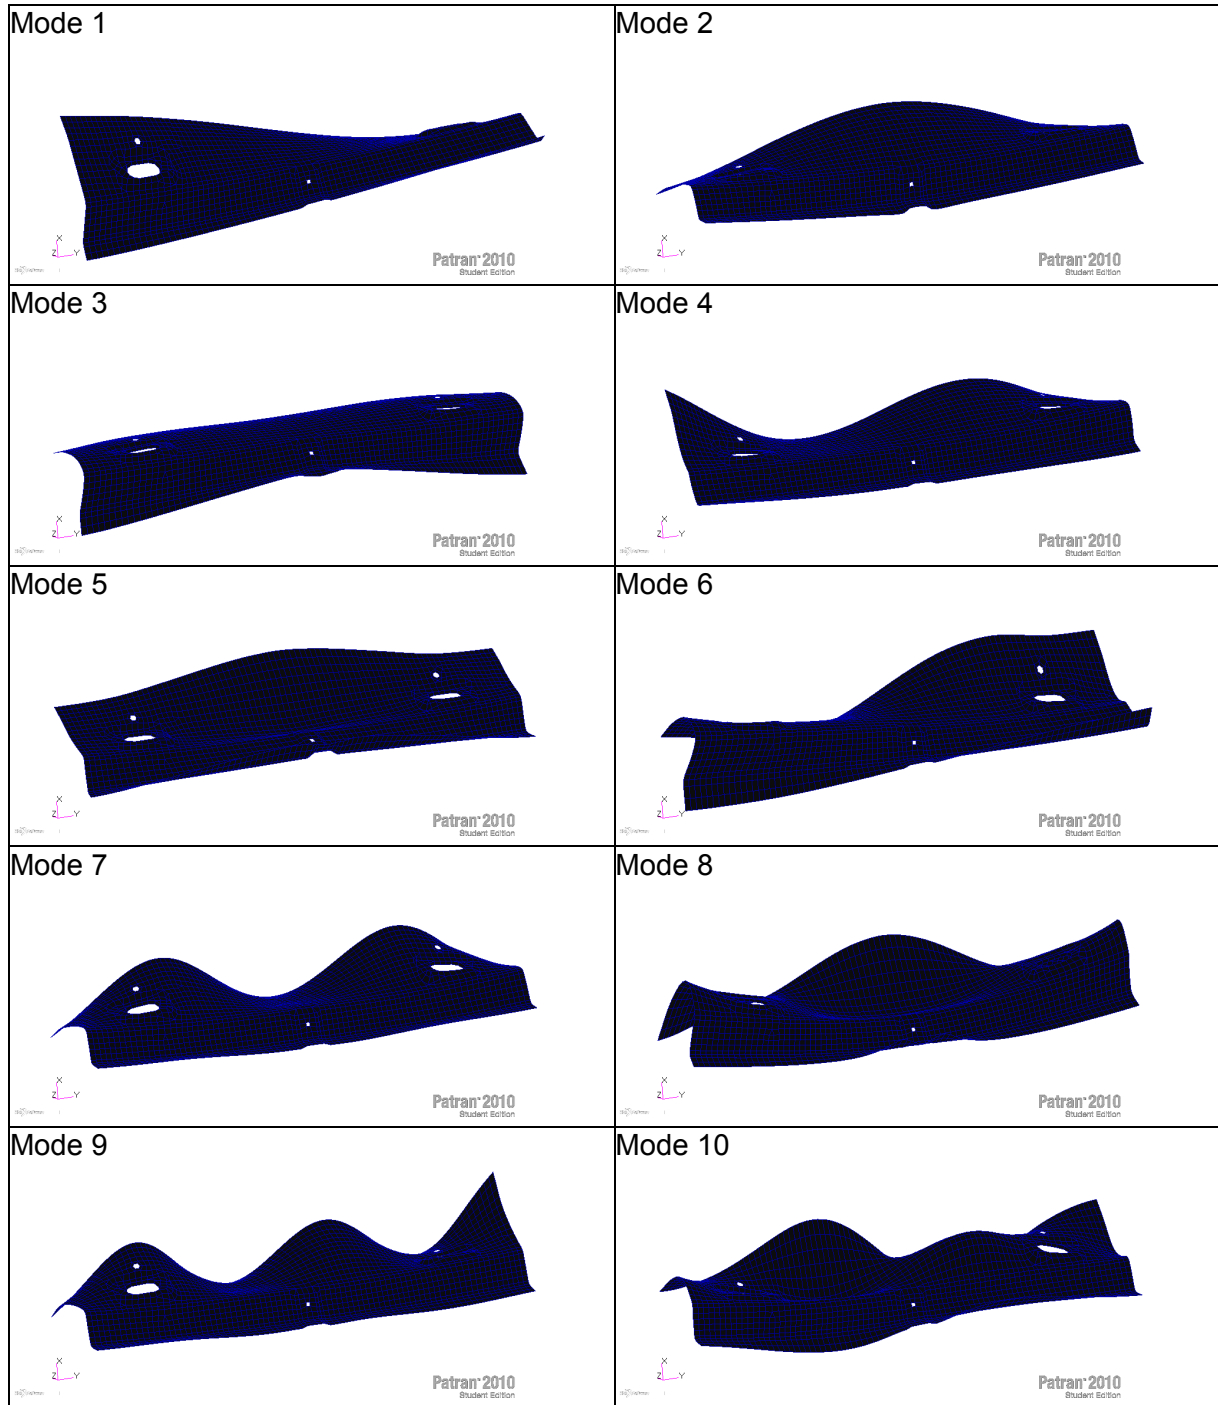 Mode 1
X
Z Y
Patran 2010
Student Edition
Mode 2
X
Z Y
Patran 2010
Student Edition
Mode 3
X
Z Y
Patran 2010
Student Edition
Mode 4
X
Z Y
Patran 2010
Student Edition
Mode 5
X
Z Y
Patran 2010
Student Edition
Mode 6
X
Z Y
Patran 2010
Student Edition
Mode 7
X
Z Y
Patran 2010
Student Edition
Mode 8
X
Z Y
Patran 2010
Student Edition
Mode 9
X
Z Y
Patran 2010
Student Edition
Mode 10
X
Z Y
Patran 2010
Student Edition